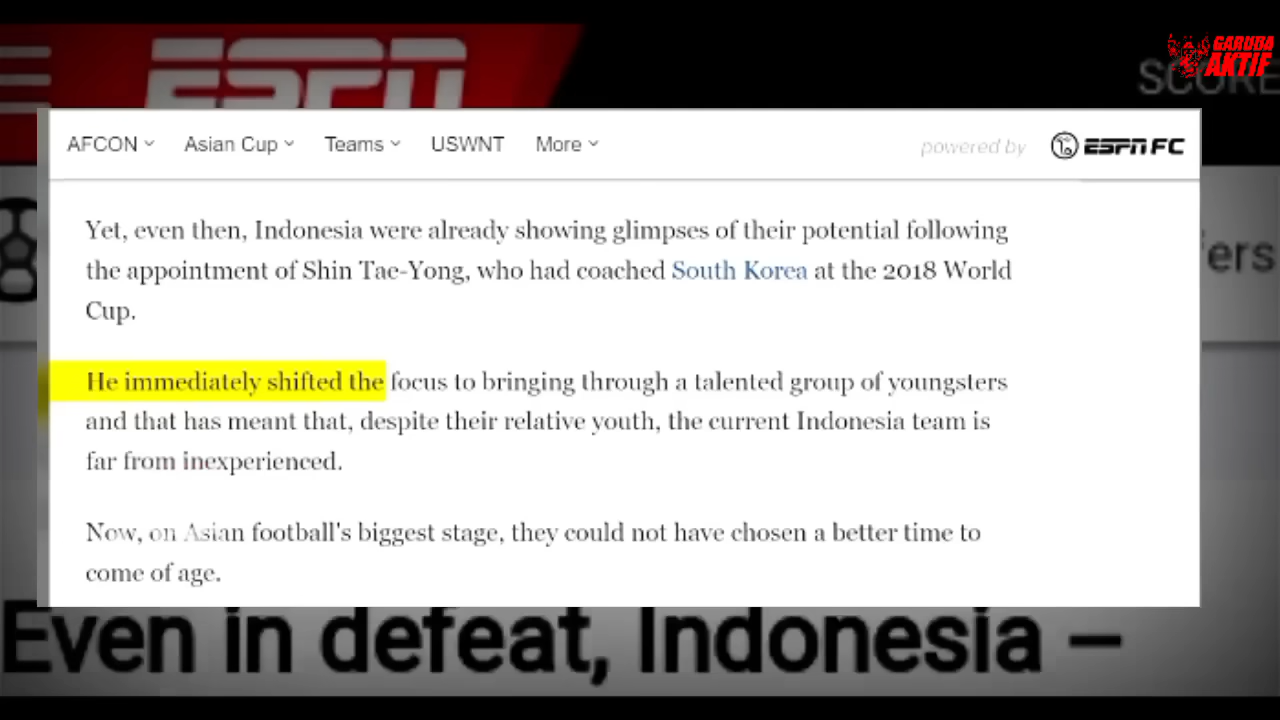 ESPN
GARUDA
AKTIF
SCORE
AFCON
Asian Cup
Teams
USWNT
More
powered by
ESPN FC
Yet, even then, Indonesia were already showing glimpses of their potential following
the appointment of Shin Tae-Yong, who had coached South Korea at the 2018 World
Cup.
He immediately shifted the focus to bringing through a talented group of youngsters
and that has meant that, despite their relative youth, the current Indonesia team is
far from inexperienced.
Now, on Asian football's biggest stage, they could not have chosen a better time to
come of age.
fers
Even in defeat, Indonesia –